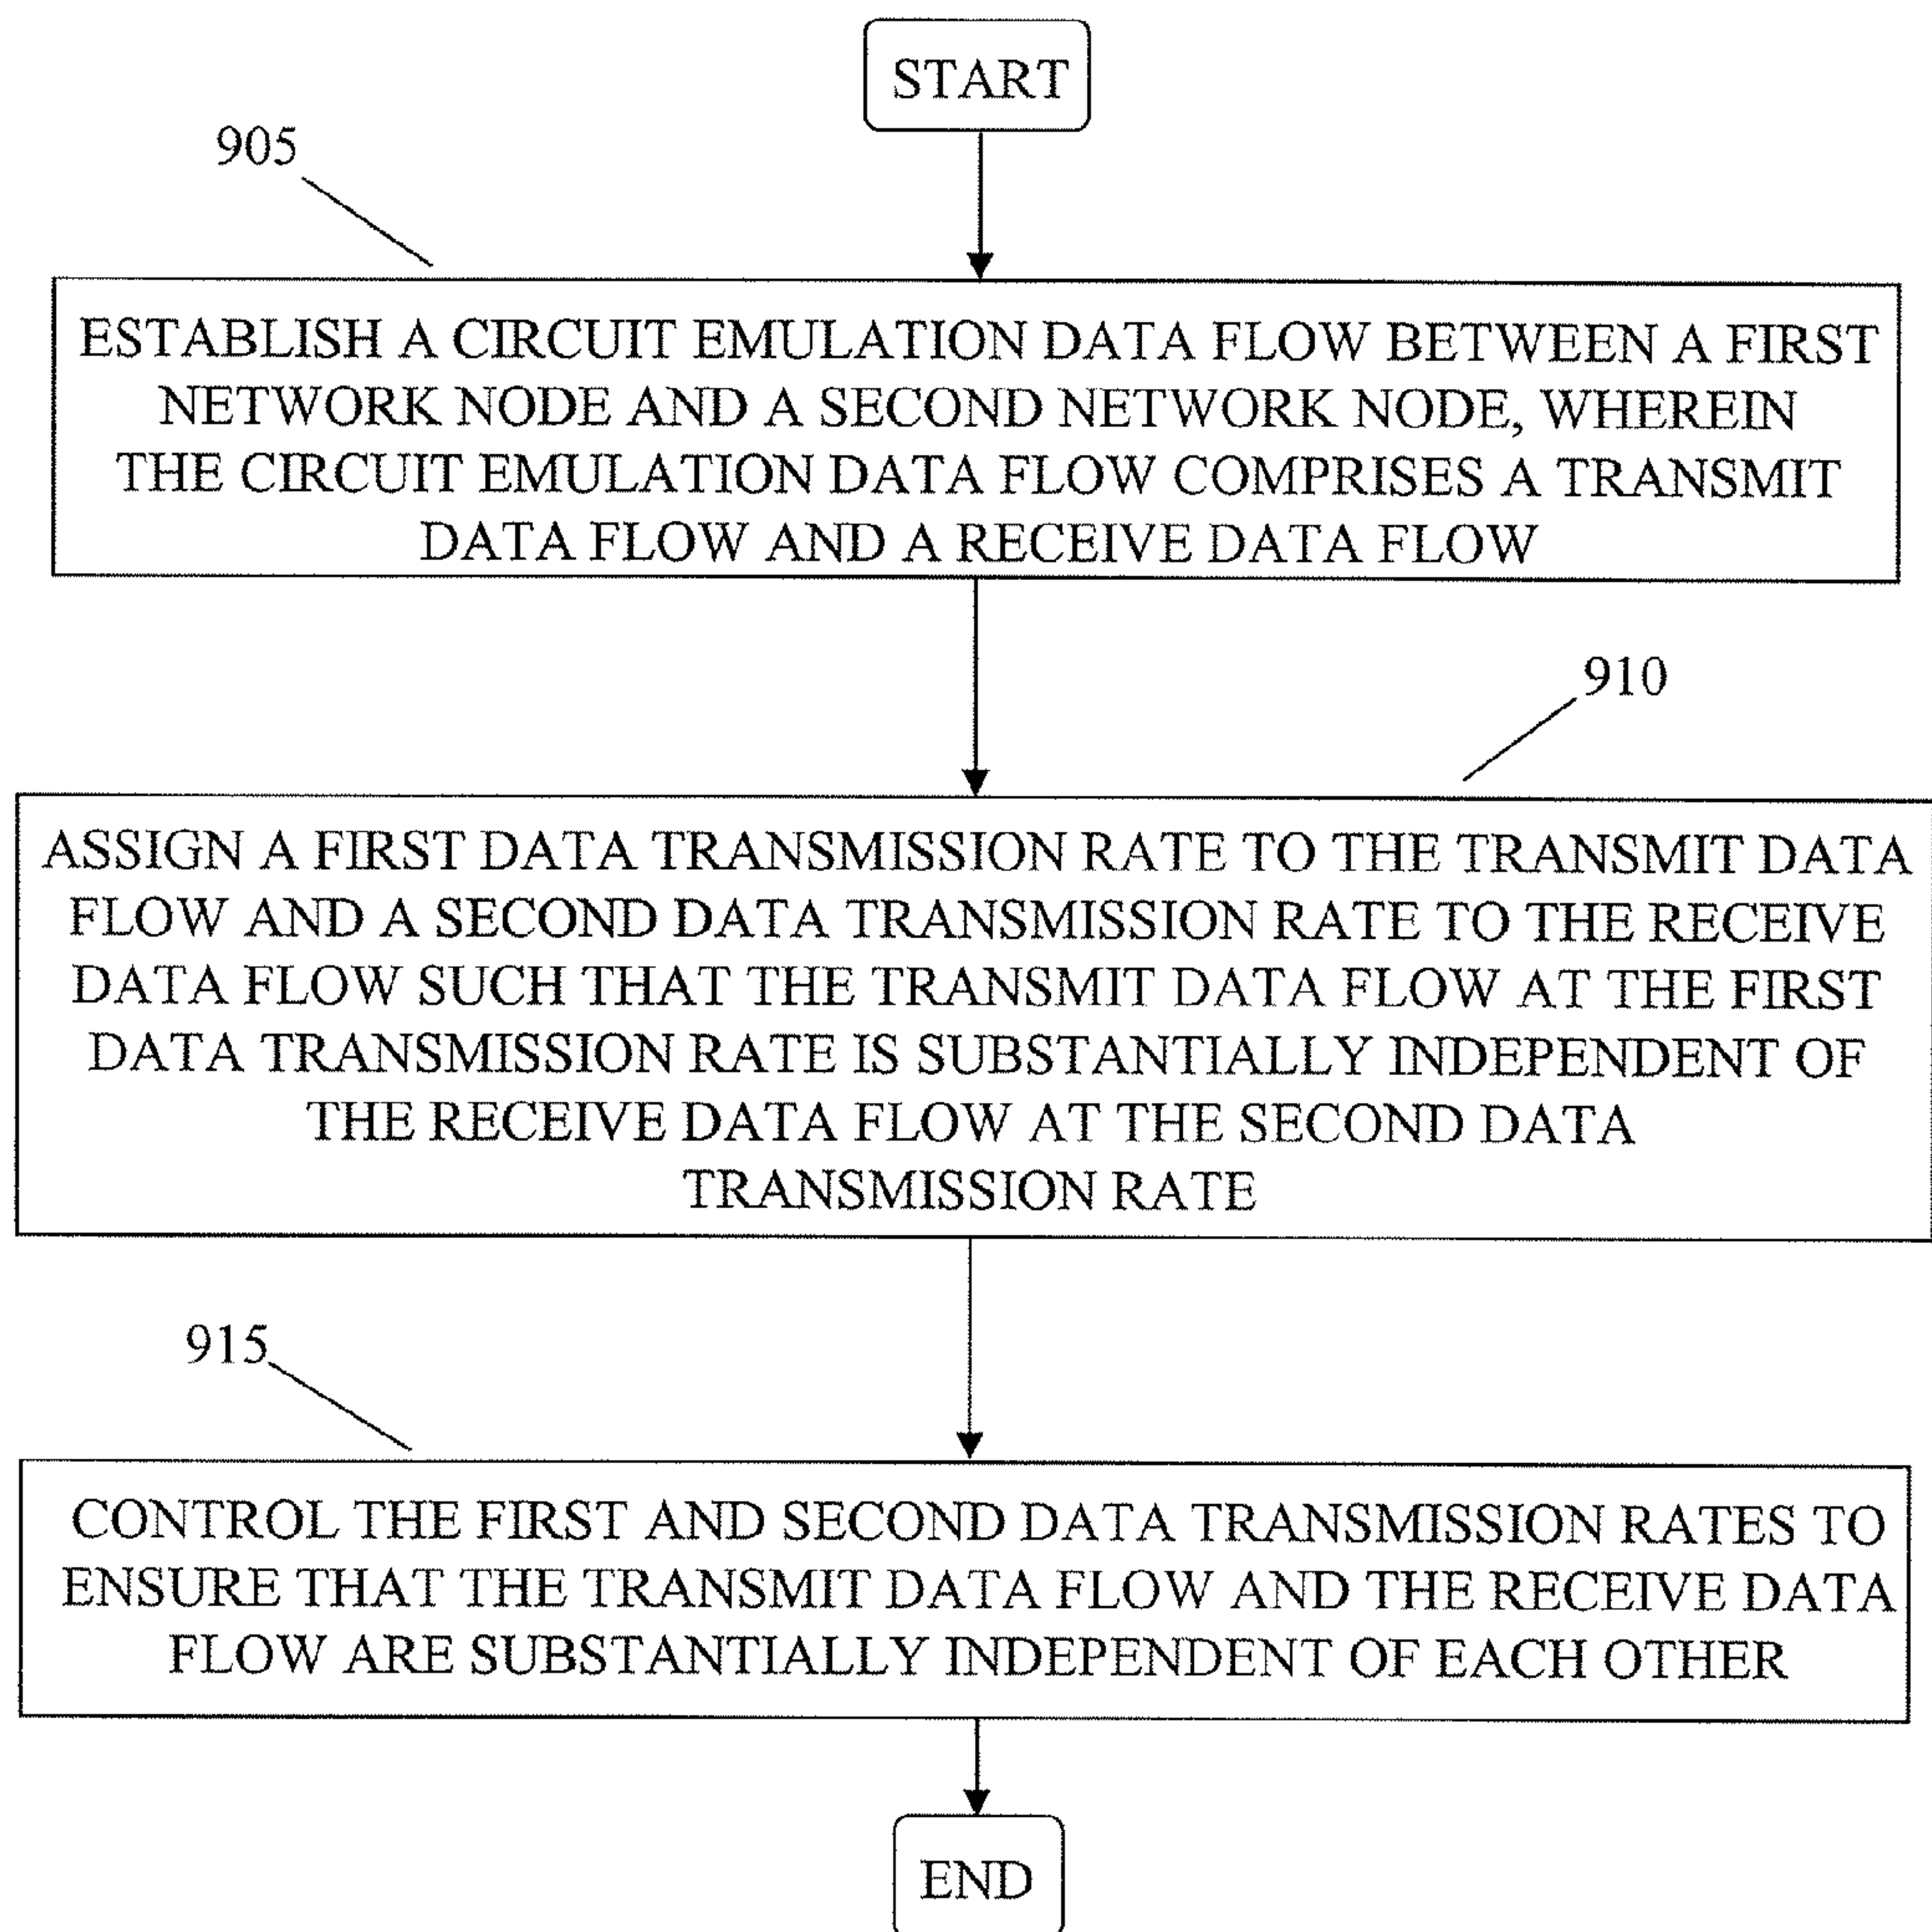 START
905
ESTABLISH A CIRCUIT EMULATION DATA FLOW BETWEEN A FIRST
NETWORK NODE AND A SECOND NETWORK NODE, WHEREIN
THE CIRCUIT EMULATION DATA FLOW COMPRISES A TRANSMIT
DATA FLOW AND A RECEIVE DATA FLOW
910
ASSIGN A FIRST DATA TRANSMISSION RATE TO THE TRANSMIT DATA
FLOW AND A SECOND DATA TRANSMISSION RATE TO THE RECEIVE
DATA FLOW SUCH THAT THE TRANSMIT DATA FLOW AT THE FIRST
DATA TRANSMISSION RATE IS SUBSTANTIALLY INDEPENDENT OF
THE RECEIVE DATA FLOW AT THE SECOND DATA
TRANSMISSION RATE
915
CONTROL THE FIRST AND SECOND DATA TRANSMISSION RATES TO
ENSURE THAT THE TRANSMIT DATA FLOW AND THE RECEIVE DATA
FLOW ARE SUBSTANTIALLY INDEPENDENT OF EACH OTHER
END